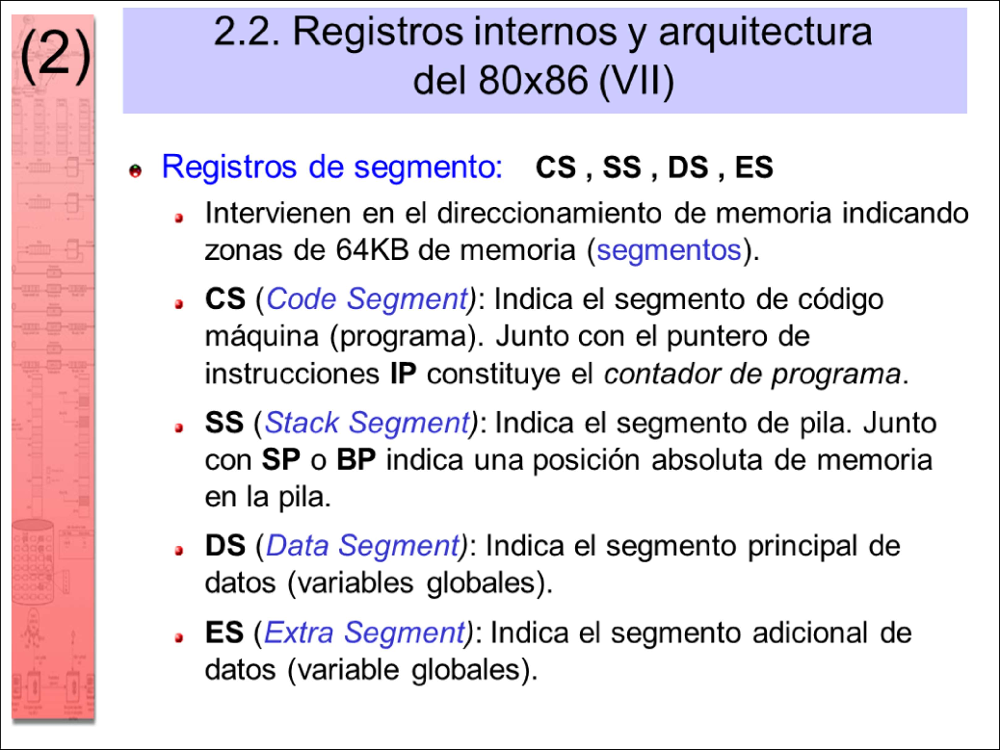 (2)
2.2. Registros internos y arquitectura
del 80x86 (VII)
Registros de segmento: CS , SS , DS , ES
Intervienen en el direccionamiento de memoria indicando
zonas de 64KB de memoria (segmentos).
CS (Code Segment): Indica el segmento de código
máquina (programa). Junto con el puntero de
instrucciones IP constituye el contador de programa.
SS (Stack Segment): Indica el segmento de pila. Junto
con SP o BP indica una posición absoluta de memoria
en la pila.
DS (Data Segment): Indica el segmento principal de
datos (variables globales).
ES (Extra Segment): Indica el segmento adicional de
datos (variable globales).